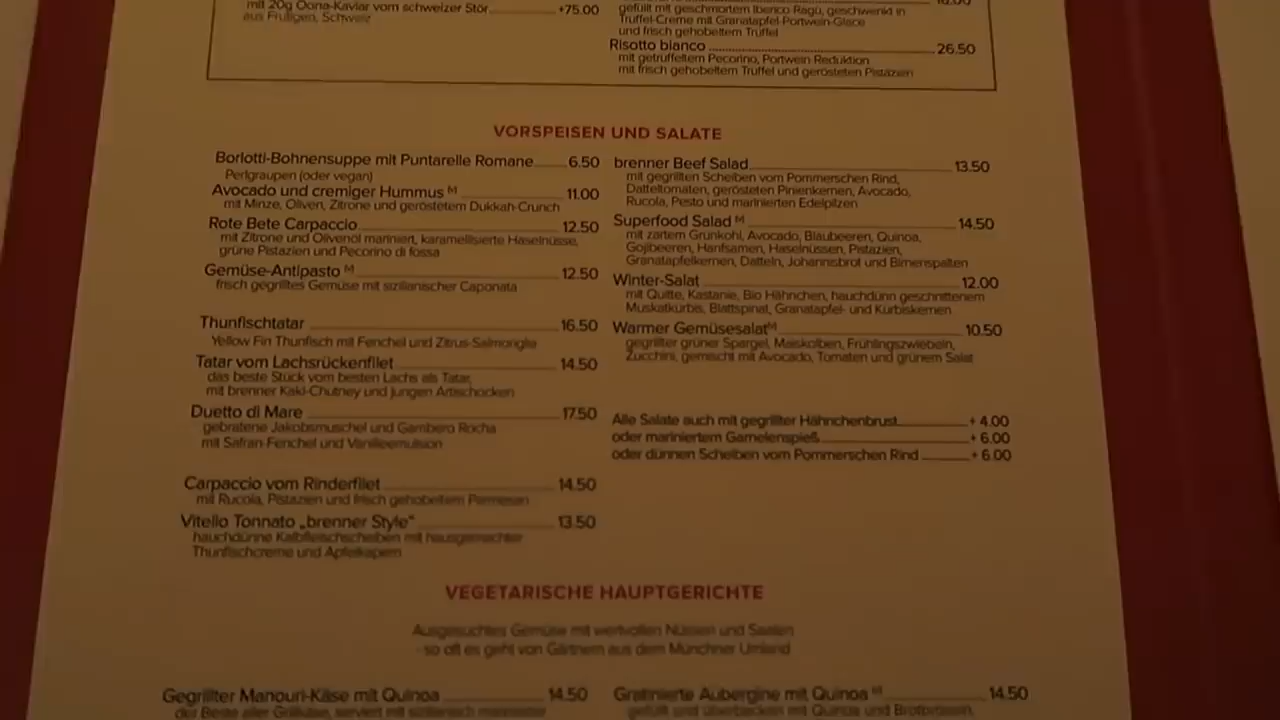 mit 20g Oona-Kaviar vom schweizer Stör +75.00
aus Frutigen, Schweiz
gefüllt mit geschmortem Iberico Ragú, geschwenkt in
Trüffel-Creme mit Granatapfel-Portwein-Glace
und frisch gehobeltem Trüffel
Risotto bianco 26.50
mit getrüffeltem Pecorino, Portwein Reduktion
mit frisch gehobeltem Trüffel und gerösteten Pistazien
VORSPEISEN UND SALATE
Borlotti-Bohnensuppe mit Puntarelle Romane 6.50
Perlgraupen (oder vegan)
Avocado und cremiger Hummus M 11.00
mit Minze, Oliven, Zitrone und geröstetem Dukkah-Crunch
Rote Bete Carpaccio 12.50
mit Zitrone und Olivenöl mariniert, karamellisierte Haselnüsse,
grüne Pistazien und Pecorino di fossa
Gemüse-Antipasto M 12.50
frisch gegrilltes Gemüse mit sizilianischer Caponata
Thunfischtatar 16.50
Yellow Fin Thunfisch mit Fenchel und Zitrus-Salmoriglia
Tatar vom Lachsrückenfilet 14.50
das beste Stück vom besten Lachs als Tatar,
mit brenner Kaki-Chutney und jungen Artischocken
Duetto di Mare 17.50
gebratene Jakobsmuschel und Gambero Rocha
mit Safran-Fenchel und Vanilleemulsion
Carpaccio vom Rinderfilet 14.50
mit Rucola, Pistazien und frisch gehobeltem Parmesan
Vitello Tonnato „brenner Style“ 13.50
hauchdünne Kalbfleischscheiben mit hausgemachter
Thunfischcreme und Apfelkapern
brenner Beef Salad 13.50
mit gegrillten Scheiben vom Pommerschen Rind,
Datteltomaten, gerösteten Pinienkernen, Avocado,
Rucola, Pesto und marinierten Edelpilzen
Superfood Salad M 14.50
mit zartem Grünkohl, Avocado, Blaubeeren, Quinoa,
Gojibeeren, Hanfsamen, Haselnüssen, Pistazien,
Granatapfelkernen, Datteln, Johannisbrot und Birnenspalten
Winter-Salat 12.00
mit Quitte, Kastanie, Bio Hähnchen, hauchdünn geschnittenem
Muskatkürbis, Blattspinat, Granatapfel- und Kürbiskernen
Warmer Gemüsesalat M 10.50
gegrillter grüner Spargel, Maiskolben, Frühlingszwiebeln,
Zucchini, gemischt mit Avocado, Tomaten und grünem Salat
Alle Salate auch mit gegrillter Hähnchenbrust + 4.00
oder mariniertem Garnelenspieß + 6.00
oder dünnen Scheiben vom Pommerschen Rind + 6.00
VEGETARISCHE HAUPTGERICHTE
Ausgesuchtes Gemüse mit wertvollen Nüssen und Saaten
- so oft es geht von Gärtnern aus dem Münchner Umland
Gegrillter Manouri-Käse mit Quinoa 14.50
Gratinierte Aubergine mit Quinoa M 14.50
gefüllt und überbacken mit Quinoa und Brotbröseln,